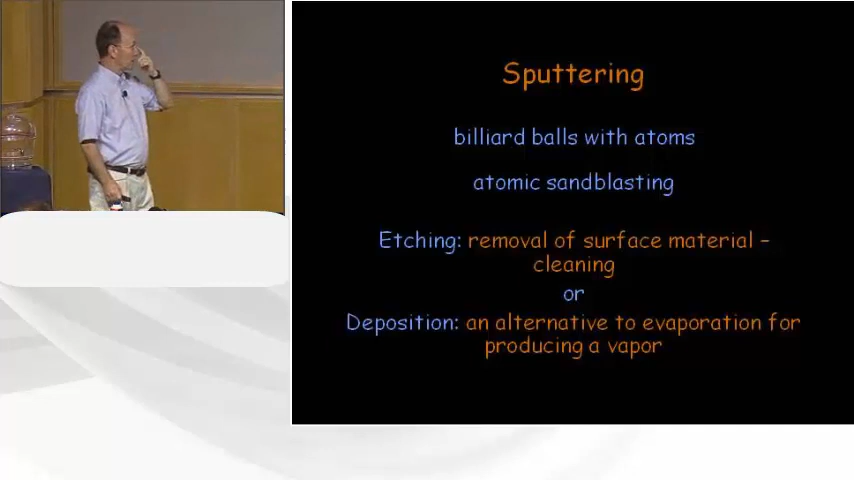 Sputtering
billiard balls with atoms
atomic sandblasting
Etching: removal of surface material –
cleaning
or
Deposition: an alternative to evaporation for
producing a vapor